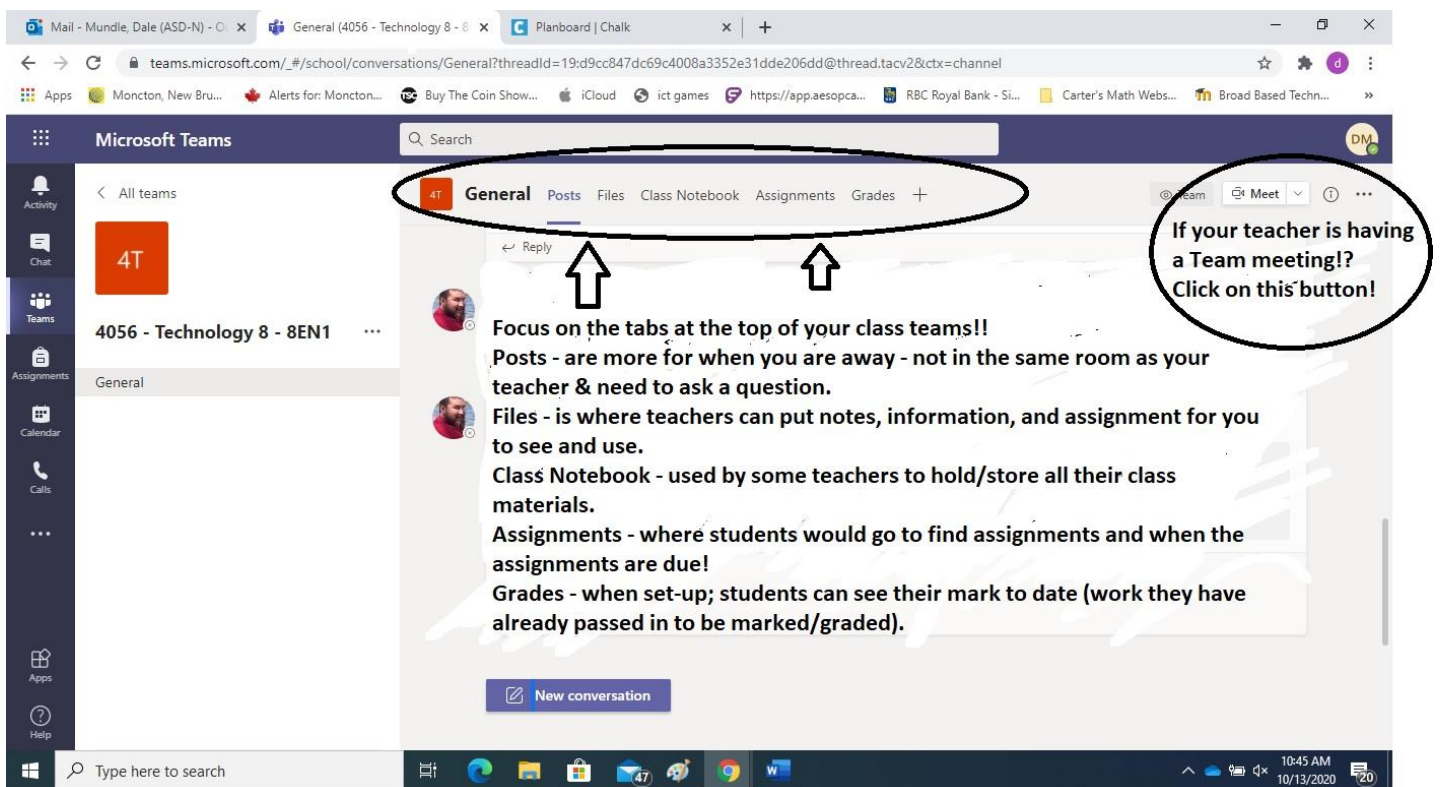 Mail - Mundle, Dale (ASD-N) - O
General (4056 - Technology 8 - 8
Planboard | Chalk
teams.microsoft.com/_#/school/conversations/General?threadId=19:d9cc847dc69c4008a3352e31dde206dd@thread.tacv2&ctx=channel
d
Apps
Moncton, New Bru...
Alerts for: Moncton...
TSC
Buy The Coin Show...
iCloud
ict games
https://app.aesopca...
RBC Royal Bank - Si...
Carter's Math Webs...
Broad Based Techn...
»
Microsoft Teams
Search
DM
Activity
Chat
Teams
Assignments
Calendar
Calls
Apps
Help
All teams
4T
4056 - Technology 8 - 8EN1
General
4T General Posts Files Class Notebook Assignments Grades +
Team
Meet
Reply
If your teacher is having
a Team meeting!?
Click on this button!
Focus on the tabs at the top of your class teams!!
Posts - are more for when you are away - not in the same room as your
teacher & need to ask a question.
Files - is where teachers can put notes, information, and assignment for you
to see and use.
Class Notebook - used by some teachers to hold/store all their class
materials.
Assignments - where students would go to find assignments and when the
assignments are due!
Grades - when set-up; students can see their mark to date (work they have
already passed in to be marked/graded).
New conversation
Type here to search
47
W
10:45 AM
10/13/2020
20